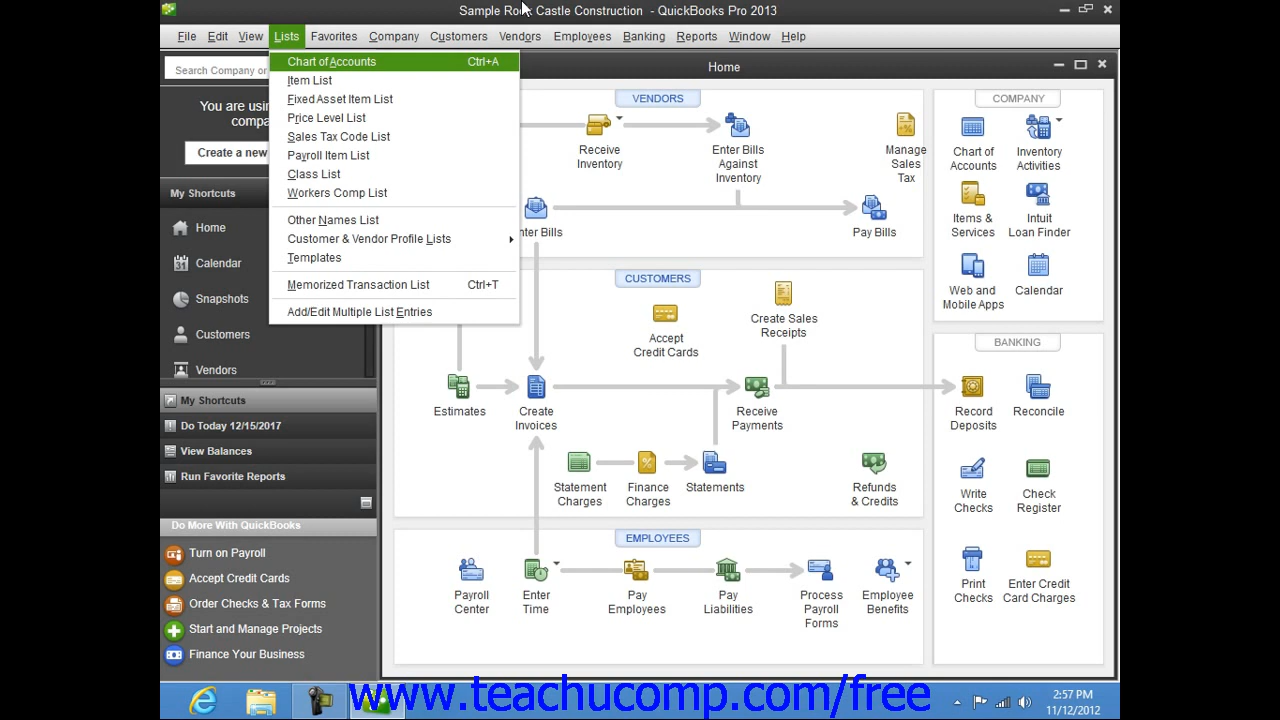 Sample Rock Castle Construction - QuickBooks Pro 2013
File Edit View Lists Favorites Company Customers Vendors Employees Banking Reports Window Help
Search Company or
You are
compa
Create a new
My Shortcuts
Home
Calendar
Snapshots
Customers
Vendors
My Shortcuts
Do Today 12/15/2017
View Balances
Run Favorite Reports
Do More With QuickBooks
Turn on Payroll
Accept Credit Cards
Order Checks & Tax Forms
Start and Manage Projects
Finance Your Business
Chart of Accounts Ctrl+A
Item List
Fixed Asset Item List
Price Level List
Sales Tax Code List
Payroll Item List
Class List
Workers Comp List
Other Names List
Customer & Vendor Profile Lists
Templates
Memorized Transaction List Ctrl+T
Add/Edit Multiple List Entries
Home
VENDORS
Receive
Inventory
Enter Bills
Against
Inventory
Manage
Sales
Tax
nter Bills
Pay Bills
CUSTOMERS
Accept
Credit Cards
Create Sales
Receipts
Estimates
Create
Invoices
Receive
Payments
Statement
Charges
Finance
Charges
Statements
Refunds
& Credits
EMPLOYEES
Payroll
Center
Enter
Time
Pay
Employees
Pay
Liabilities
Process
Payroll
Forms
Employee
Benefits
COMPANY
Chart of
Accounts
Inventory
Activities
Items &
Services
Intuit
Loan Finder
Web and
Mobile Apps
Calendar
31
BANKING
Record
Deposits
Reconcile
Write
Checks
Check
Register
Print
Checks
Enter Credit
Card Charges
www.teachucomp.com/free
2:57 PM
11/12/2012